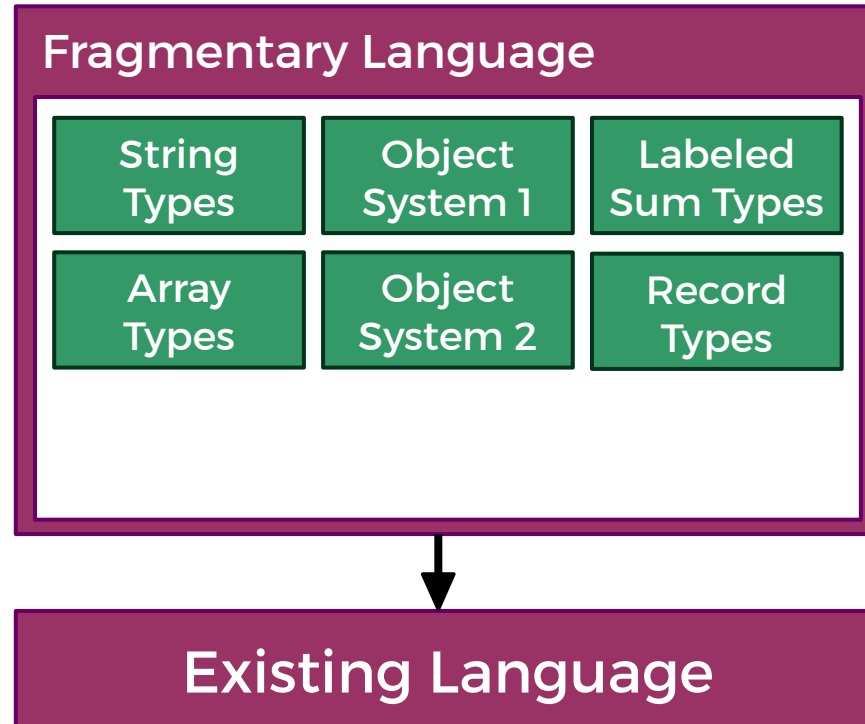 Fragmentary Language
String
Types
Object
System 1
Labeled
Sum Types
Array
Types
Object
System 2
Record
Types
Existing Language